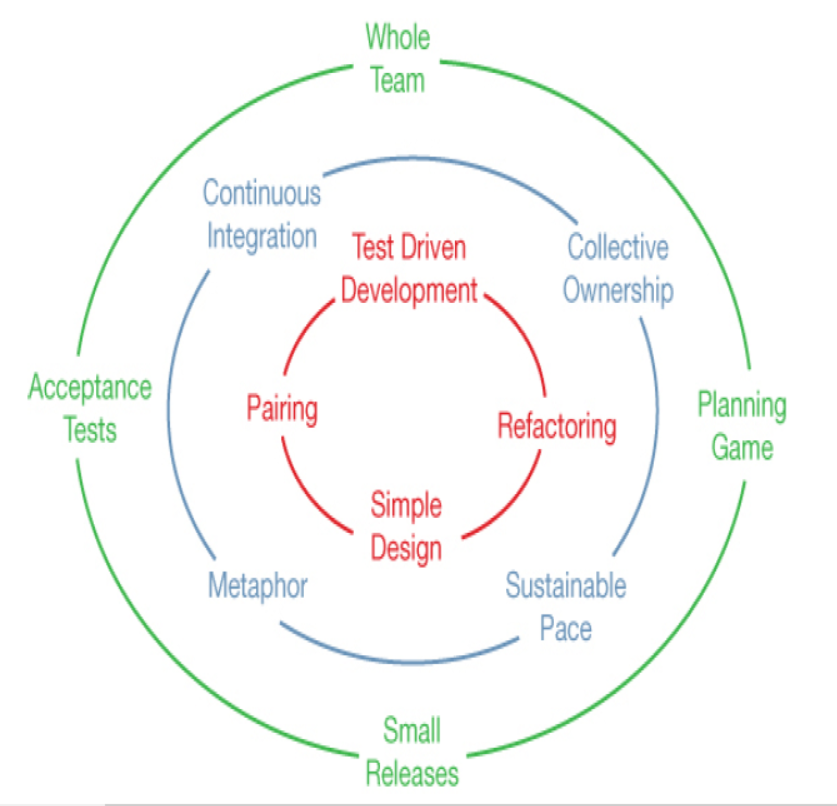 Whole
Team
Continuous
Integration
Test Driven
Development
Collective
Ownership
Acceptance
Tests
Pairing
Refactoring
Planning
Game
Simple
Design
Metaphor
Sustainable
Pace
Small
Releases